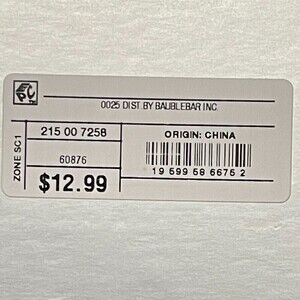 0025 DIST.BY BAUBLEBAR INC.
ZONE SC1
215 00 7258
60876
$12.99
ORIGIN: CHINA
19 599 58 6675 2